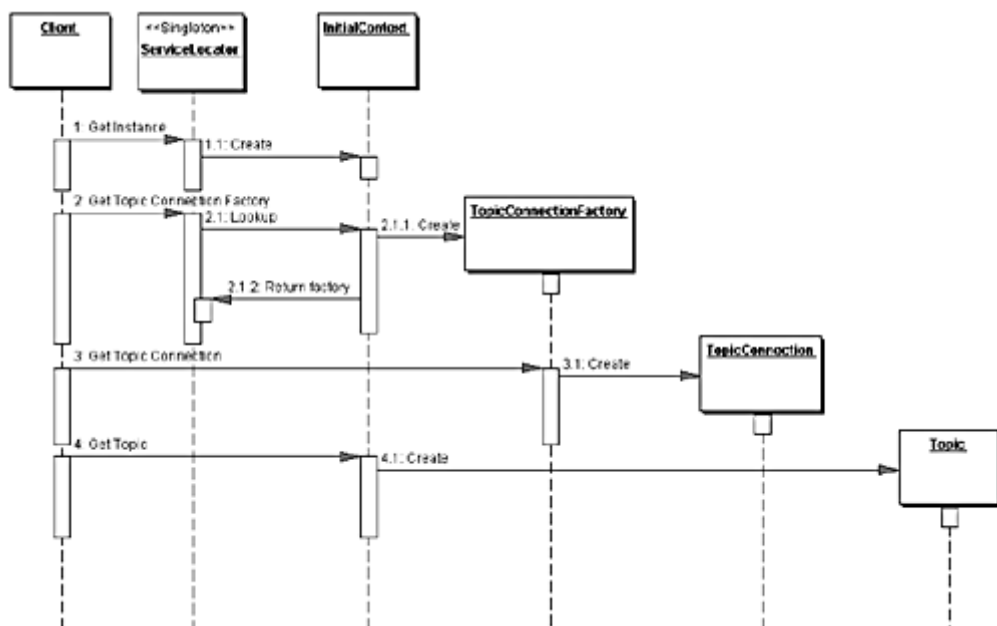 Client
<<Singleton>>
ServiceLocator
InitialContext
1: Get Instance
1.1: Create
2: Get Topic Connection Factory
2.1: Lookup
2.1.1: Create
TopicConnectionFactory
2.1.2: Return factory
3: Get Topic Connection
3.1: Create
TopicConnection
4: Get Topic
4.1: Create
Topic